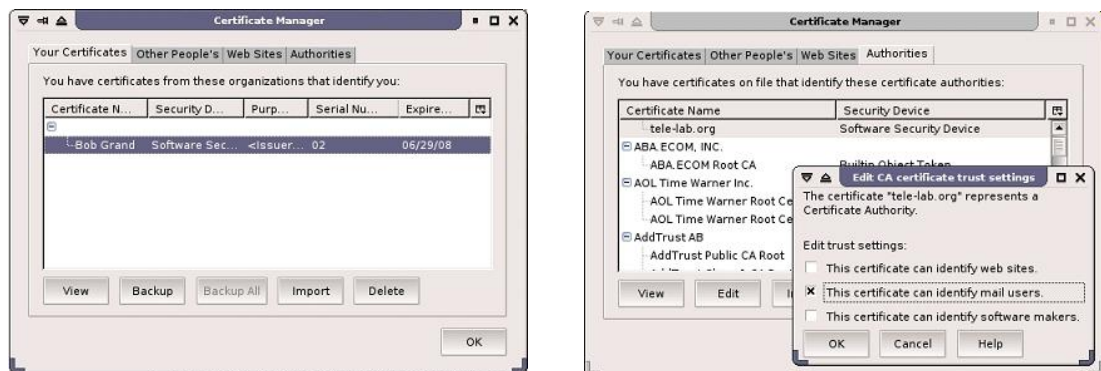 Certificate Manager
Your Certificates Other People's Web Sites Authorities
You have certificates from these organizations that identify you:
Certificate N... Security D... Purp... Serial Nu... Expire...
Bob Grand Software Sec... <Issuer... 02 06/29/08
View Backup Backup All Import Delete
OK
Certificate Manager
Your Certificates Other People's Web Sites Authorities
You have certificates on file that identify these certificate authorities:
Certificate Name Security Device
tele-lab.org Software Security Device
ABA.ECOM, INC.
ABA.ECOM Root CA Builtin Object Token
AOL Time Warner Inc.
AOL Time Warner Root Ce
AOL Time Warner Root Ce
AddTrust AB
AddTrust Public CA Root
View Edit
Edit CA certificate trust settings
The certificate "tele-lab.org" represents a
Certificate Authority.
Edit trust settings:
This certificate can identify web sites.
This certificate can identify mail users.
This certificate can identify software makers.
OK Cancel Help